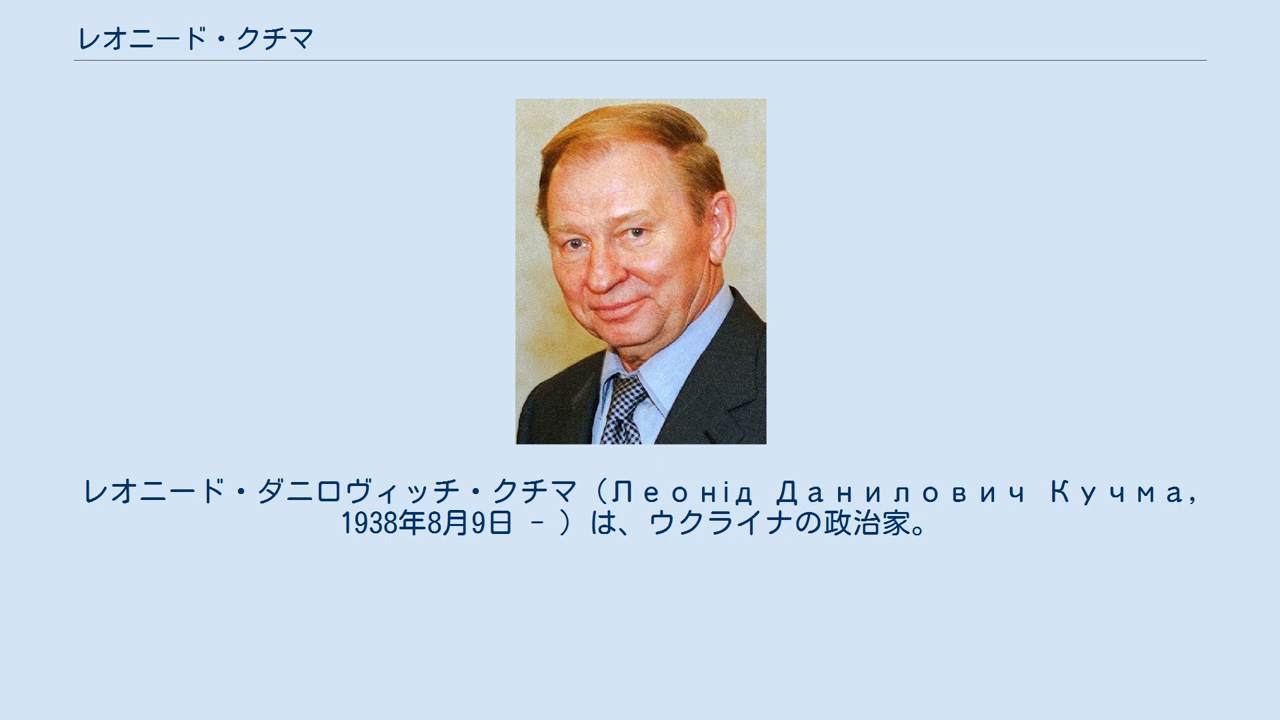 レオニード・クチマ
レオニード・ダニロヴィッチ・クチマ（Леонід Данилович Кучма,
1938年8月9日 - ）は、ウクライナの政治家。